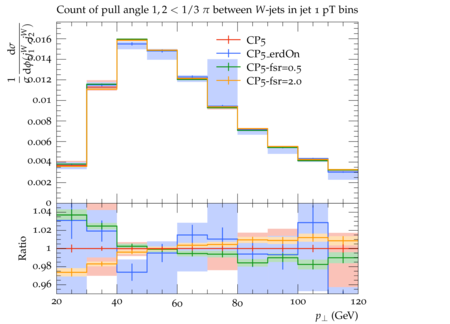 Count of pull angle 1, 2 < 1/3 π between W-jets in jet 1 pT bins
CP5
CP5_erdOn
CP5-fsr=0.5
CP5-fsr=2.0
0.016
0.014
0.012
0.01
0.008
0.006
0.004
0.002
0
1.04
1.02
1
0.98
0.96
Ratio
20 40 60 80 100 120
p⊥ (GeV)